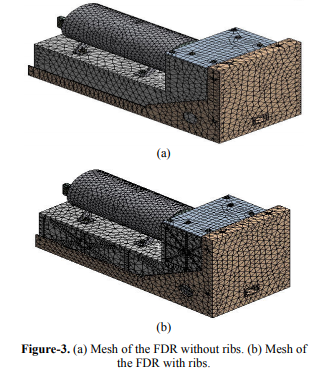 (a)
(b)
Figure-3. (a) Mesh of the FDR without ribs. (b) Mesh of
the FDR with ribs.